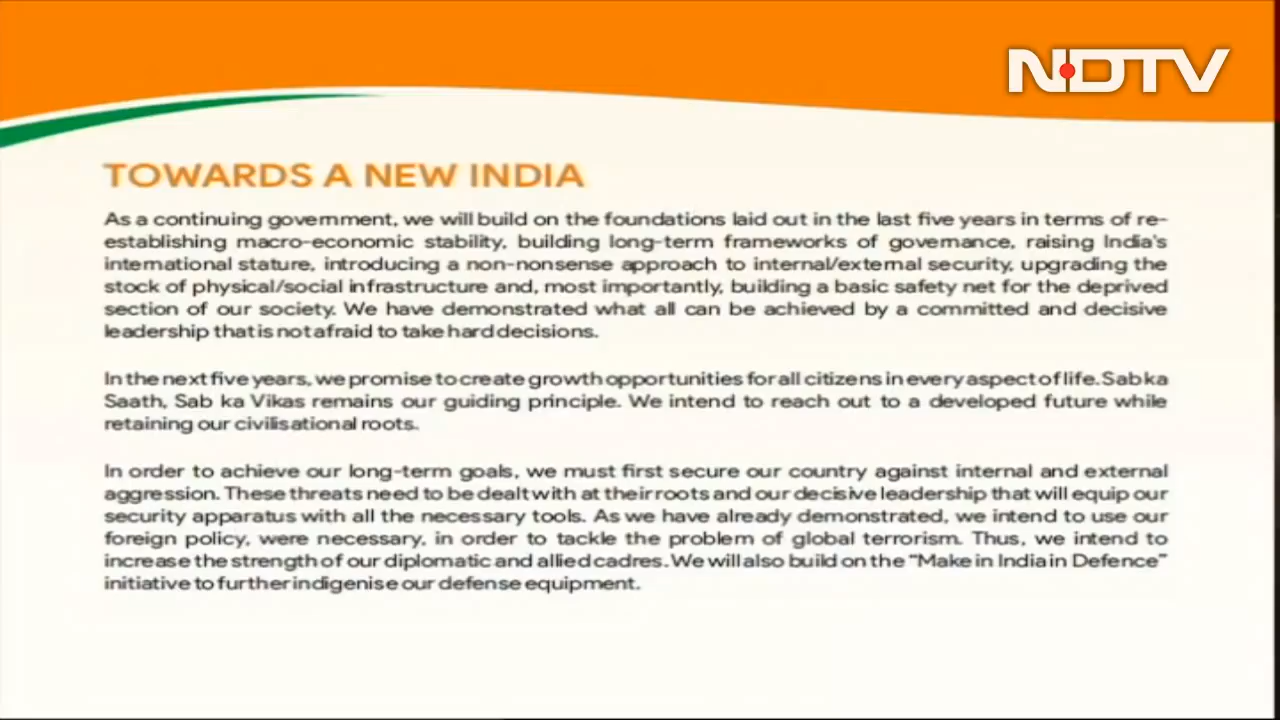 NDTV
TOWARDS A NEW INDIA
As a continuing government, we will build on the foundations laid out in the last five years in terms of re-
establishing macro-economic stability, building long-term frameworks of governance, raising India's
international stature, introducing a non-nonsense approach to internal/external security, upgrading the
stock of physical/social infrastructure and, most importantly, building a basic safety net for the deprived
section of our society. We have demonstrated what all can be achieved by a committed and decisive
leadership that is not afraid to take hard decisions.
In the next five years, we promise to create growth opportunities for all citizens in every aspect of life. Sab ka
Saath, Sab ka Vikas remains our guiding principle. We intend to reach out to a developed future while
retaining our civilisational roots.
In order to achieve our long-term goals, we must first secure our country against internal and external
aggression. These threats need to be dealt with at their roots and our decisive leadership that will equip our
security apparatus with all the necessary tools. As we have already demonstrated, we intend to use our
foreign policy, were necessary, in order to tackle the problem of global terrorism. Thus, we intend to
increase the strength of our diplomatic and allied cadres. We will also build on the “Make in India in Defence”
initiative to further indigenise our defense equipment.